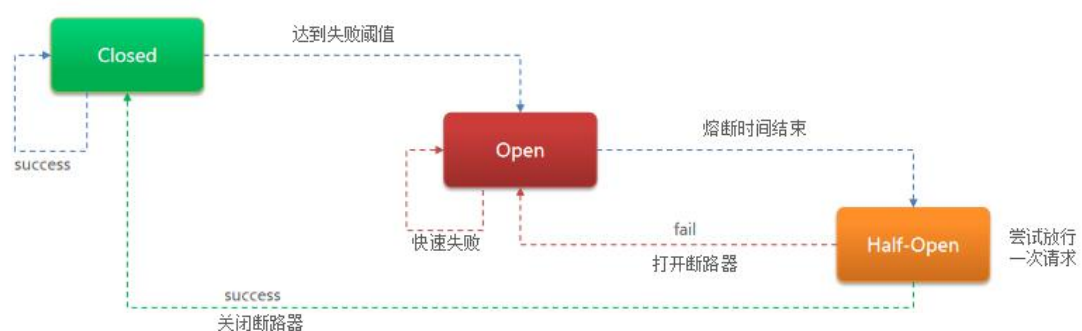 达到失败阈值
Closed
success
熔断时间结束
Open
快速失败
fail
打开断路器
Half-Open
尝试放行
一次请求
success
关闭断路器